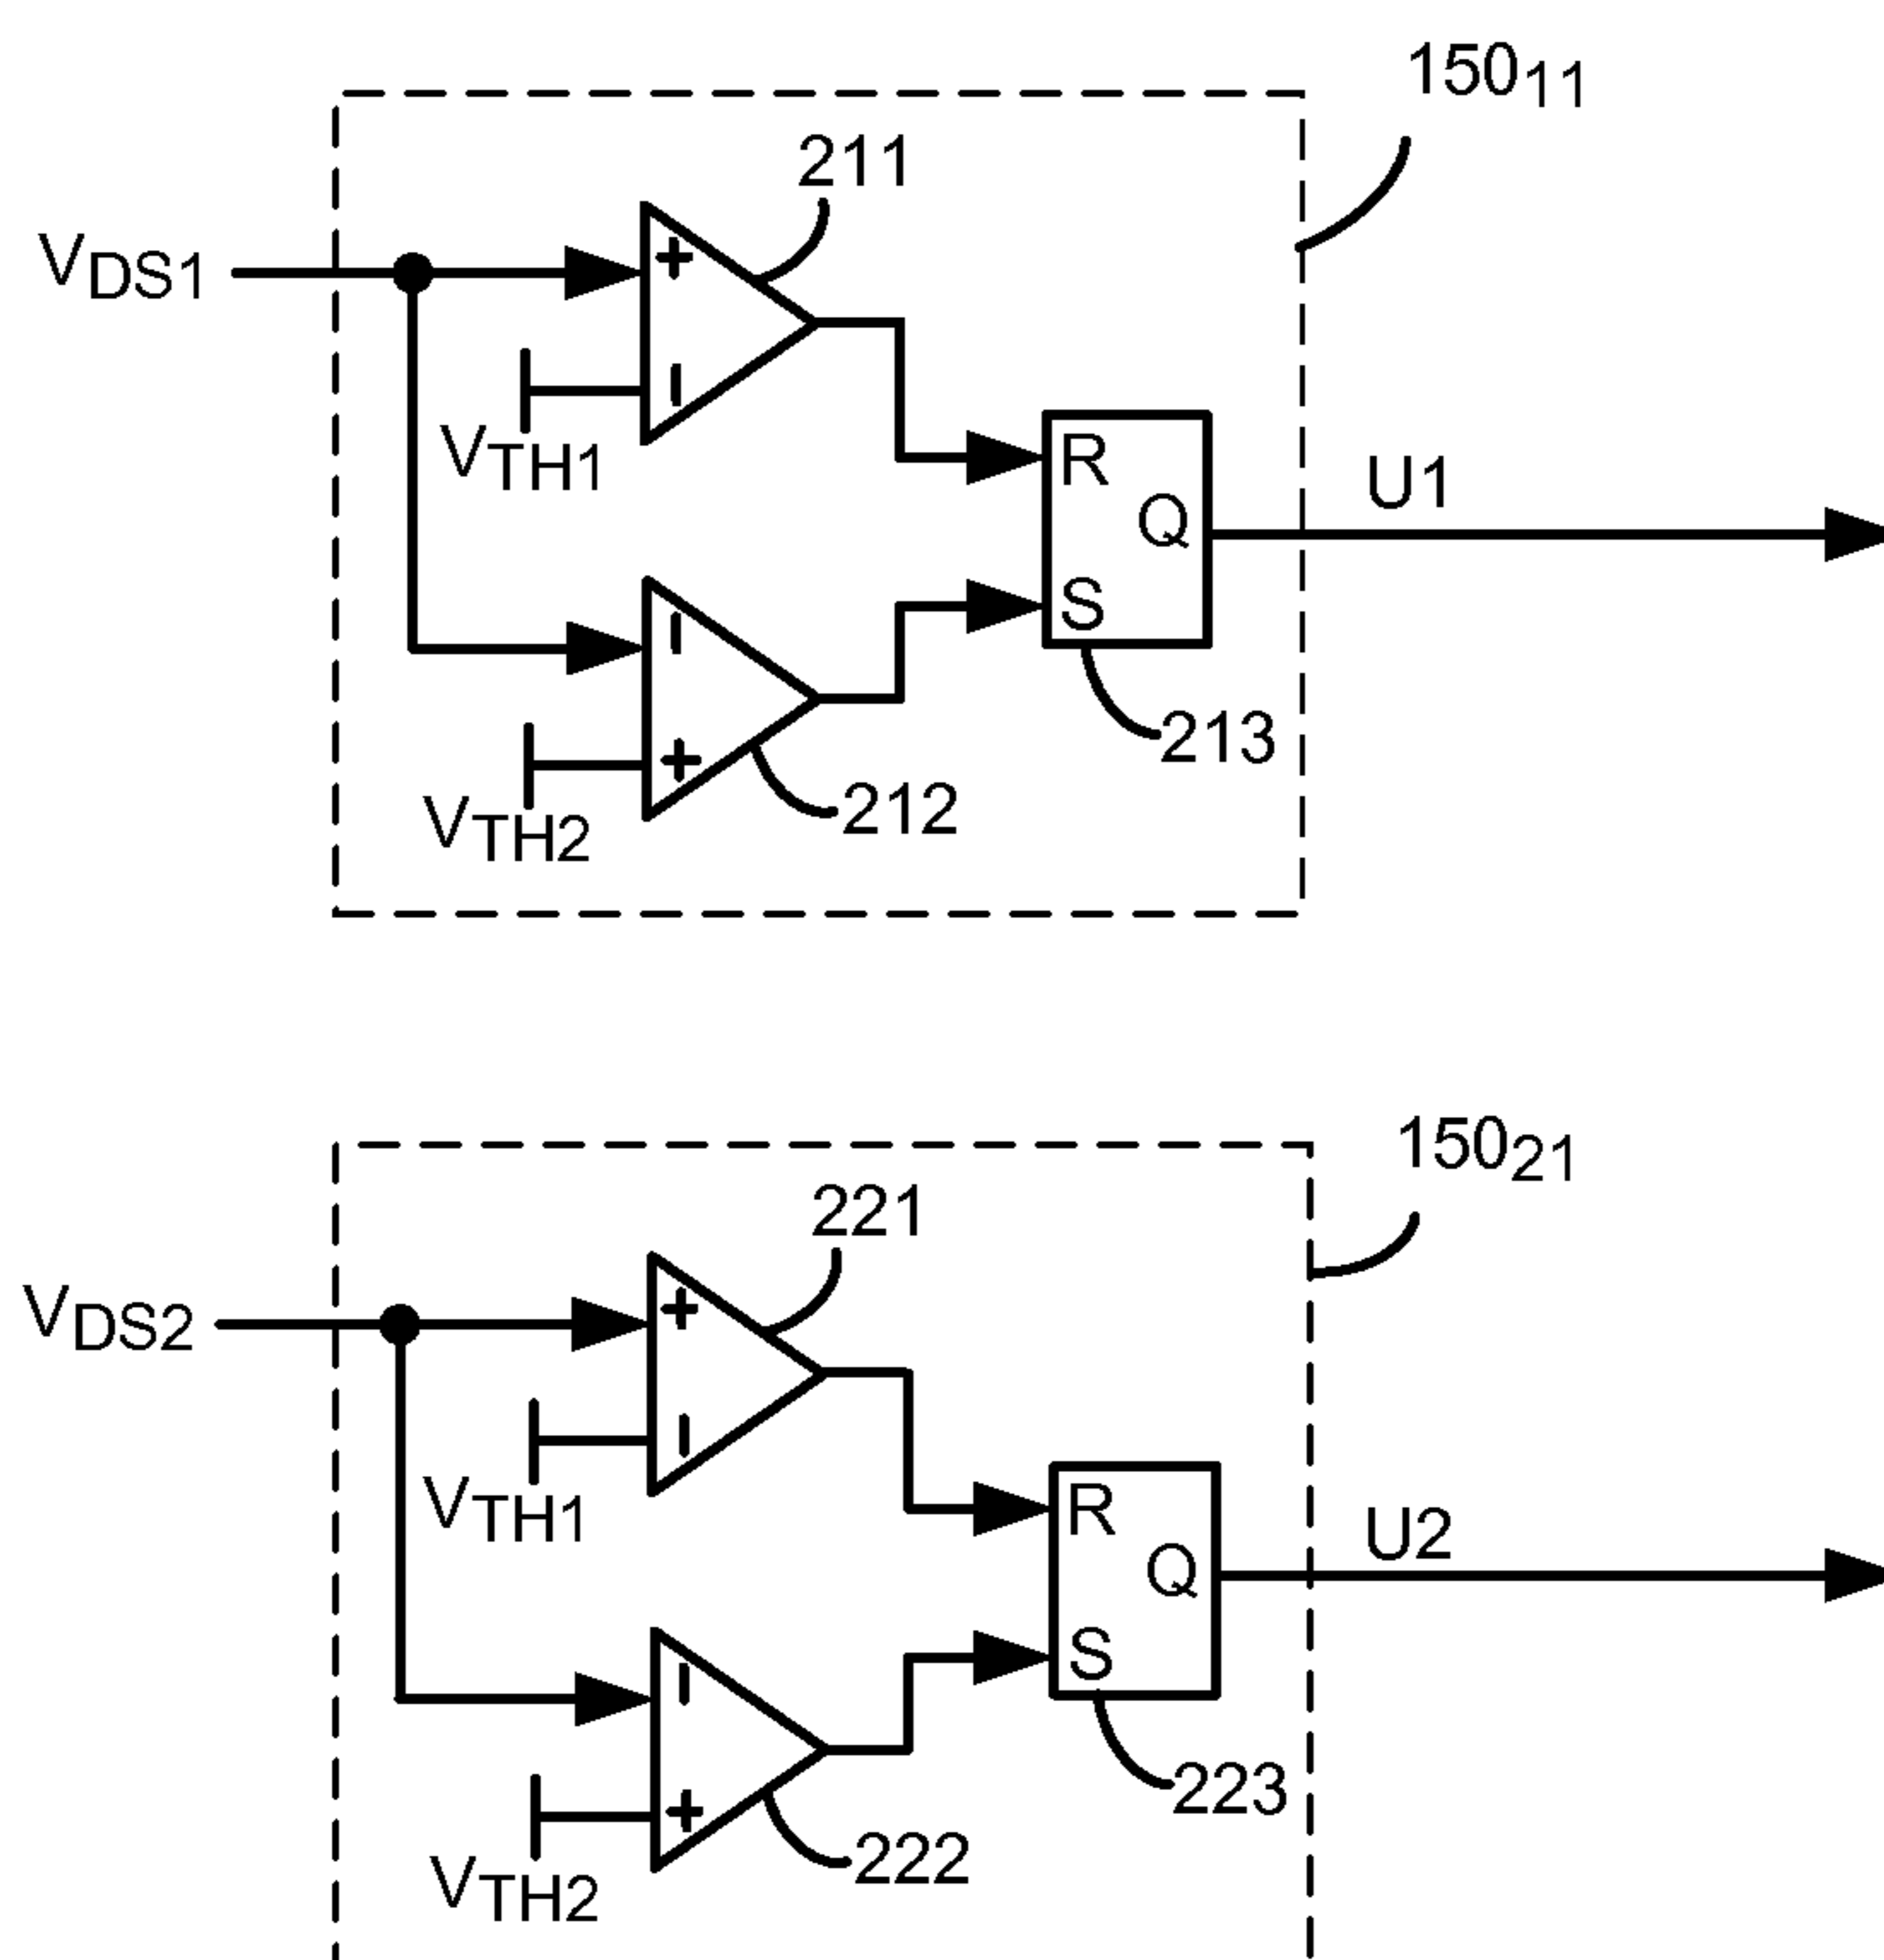 150₁₁
211
V_DS1
+
-
V_TH1
R
Q
S
U1
-
+
213
212
V_TH2
150₂₁
221
V_DS2
+
-
V_TH1
R
Q
S
U2
-
+
223
222
V_TH2